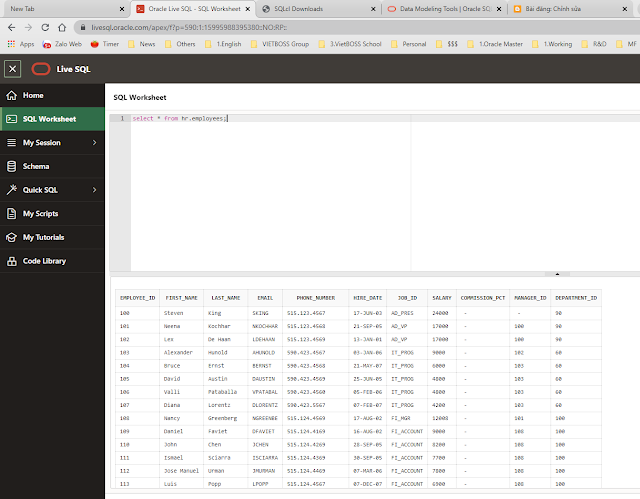 New Tab
Oracle Live SQL - SQL Worksheet
SQLcl Downloads
Data Modeling Tools | Oracle SQL
Bài đăng: Chỉnh sửa
livesql.oracle.com/apex/f?p=590:1:15995988395380::NO:RP::
Apps
Zalo Web
Timer
News
Others
1.English
VIETBOSS Group
3.VietBOSS School
Personal
$$$
1.Oracle Master
1.Working
R&D
MF
Live SQL
Home
SQL Worksheet
My Session
Schema
Quick SQL
My Scripts
My Tutorials
Code Library
SQL Worksheet
1 select * from hr.employees;
EMPLOYEE_ID FIRST_NAME LAST_NAME EMAIL PHONE_NUMBER HIRE_DATE JOB_ID SALARY COMMISSION_PCT MANAGER_ID DEPARTMENT_ID
100 Steven King SKING 515.123.4567 17-JUN-03 AD_PRES 24000 - - 90
101 Neena Kochhar NKOCHHAR 515.123.4568 21-SEP-05 AD_VP 17000 - 100 90
102 Lex De Haan LDEHAAN 515.123.4569 13-JAN-01 AD_VP 17000 - 100 90
103 Alexander Hunold AHUNOLD 590.423.4567 03-JAN-06 IT_PROG 9000 - 102 60
104 Bruce Ernst BERNST 590.423.4568 21-MAY-07 IT_PROG 6000 - 103 60
105 David Austin DAUSTIN 590.423.4569 25-JUN-05 IT_PROG 4800 - 103 60
106 Valli Pataballa VPATABAL 590.423.4560 05-FEB-06 IT_PROG 4800 - 103 60
107 Diana Lorentz DLORENTZ 590.423.5567 07-FEB-07 IT_PROG 4200 - 103 60
108 Nancy Greenberg NGREENBE 515.124.4569 17-AUG-02 FI_MGR 12008 - 101 100
109 Daniel Faviet DFAVIET 515.124.4169 16-AUG-02 FI_ACCOUNT 9000 - 108 100
110 John Chen JCHEN 515.124.4269 28-SEP-05 FI_ACCOUNT 8200 - 108 100
111 Ismael Sciarra ISCIARRA 515.124.4369 30-SEP-05 FI_ACCOUNT 7700 - 108 100
112 Jose Manuel Urman JMURMAN 515.124.4469 07-MAR-06 FI_ACCOUNT 7800 - 108 100
113 Luis Popp LPOPP 515.124.4567 07-DEC-07 FI_ACCOUNT 6900 - 108 100